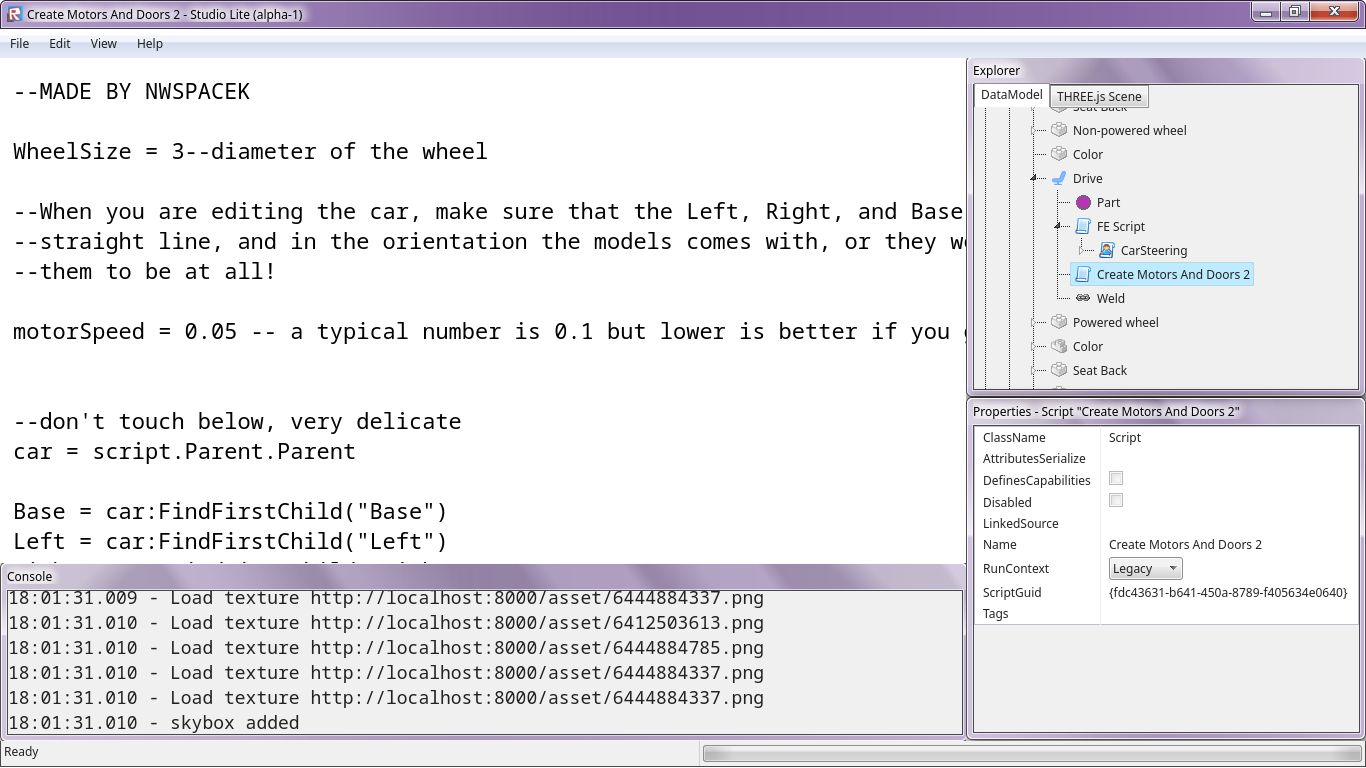 Create Motors And Doors 2 - Studio Lite (alpha-1)
File Edit View Help
--MADE BY NWSPACEK
WheelSize = 3--diameter of the wheel
--When you are editing the car, make sure that the Left, Right, and Base
--straight line, and in the orientation the models comes with, or they
--them to be at all!
motorSpeed = 0.05 -- a typical number is 0.1 but lower is better if you
--don't touch below, very delicate
car = script.Parent.Parent
Base = car:FindFirstChild("Base")
Left = car:FindFirstChild("Left")
Console
18:01:31.009 - Load texture http://localhost:8000/asset/6444884337.png
18:01:31.010 - Load texture http://localhost:8000/asset/6412503613.png
18:01:31.010 - Load texture http://localhost:8000/asset/6444884785.png
18:01:31.010 - Load texture http://localhost:8000/asset/6444884337.png
18:01:31.010 - Load texture http://localhost:8000/asset/6444884337.png
18:01:31.010 - skybox added
Ready
Explorer
DataModel THREE.js Scene
Seat Back
Non-powered wheel
Color
Drive
Part
FE Script
CarSteering
Create Motors And Doors 2
Weld
Powered wheel
Color
Seat Back
Properties - Script "Create Motors And Doors 2"
ClassName Script
AttributesSerialize
DefinesCapabilities
Disabled
LinkedSource
Name Create Motors And Doors 2
RunContext Legacy
ScriptGuid {fdc43631-b641-450a-8789-f405634e0640}
Tags